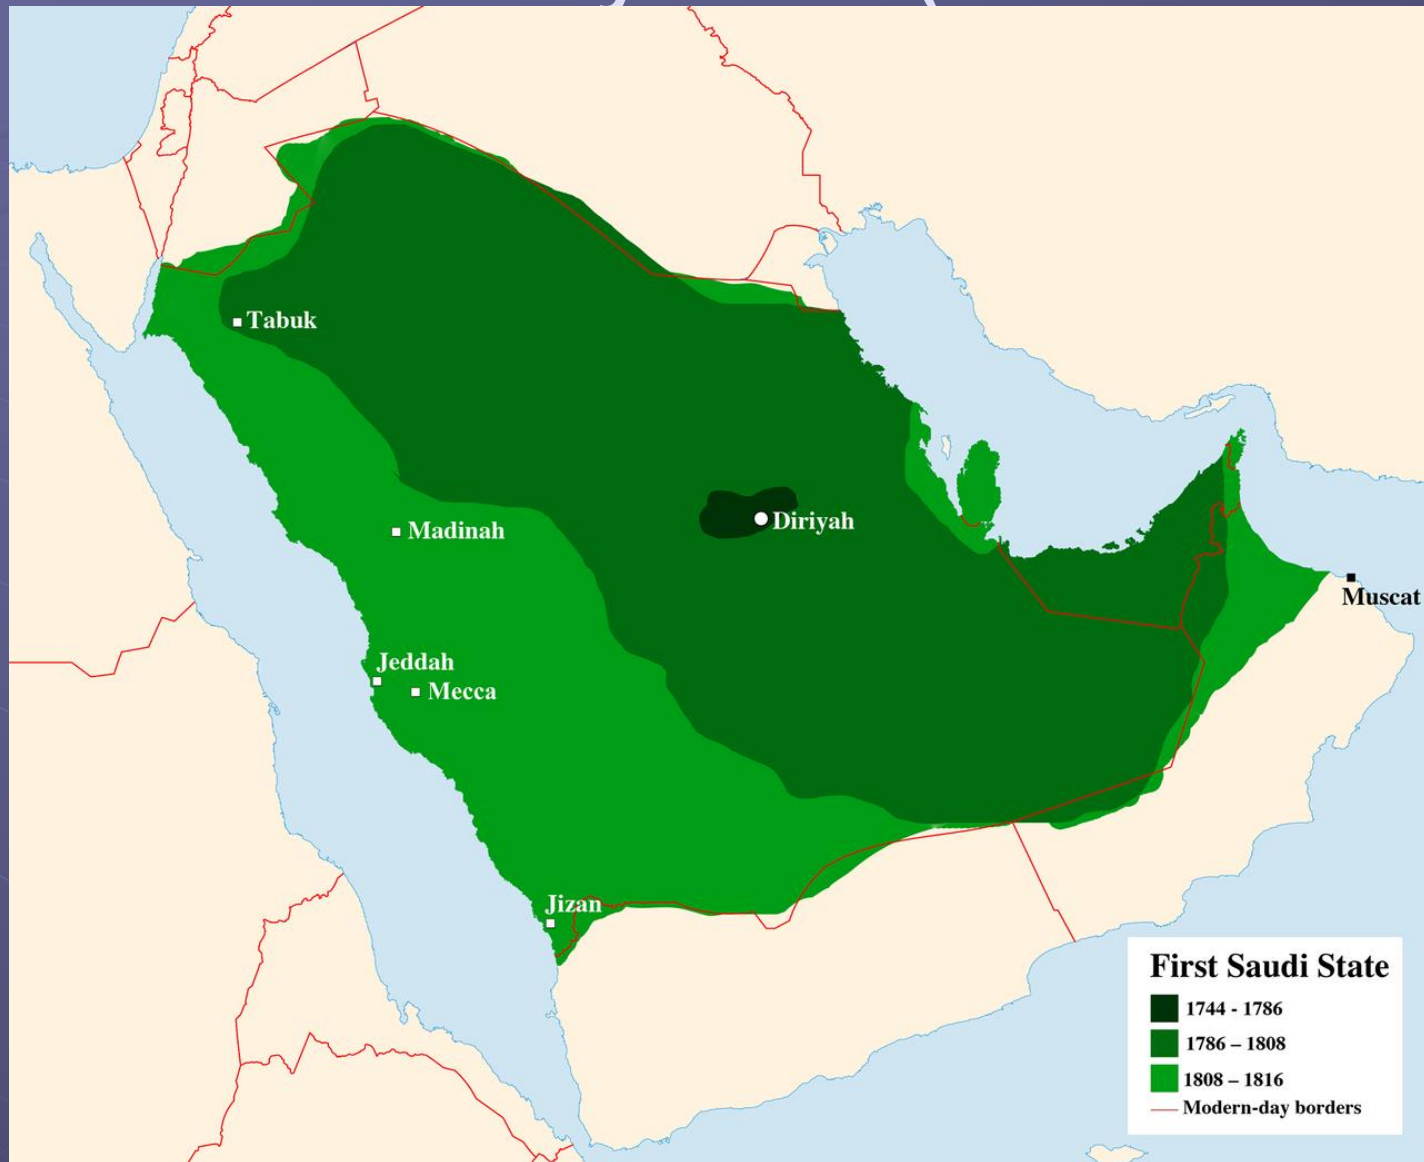 Tabuk
Diriyah
Madinah
Muscat
Jeddah
Mecca
Jizan
First Saudi State
1744 - 1786
1786 – 1808
1808 – 1816
Modern-day borders